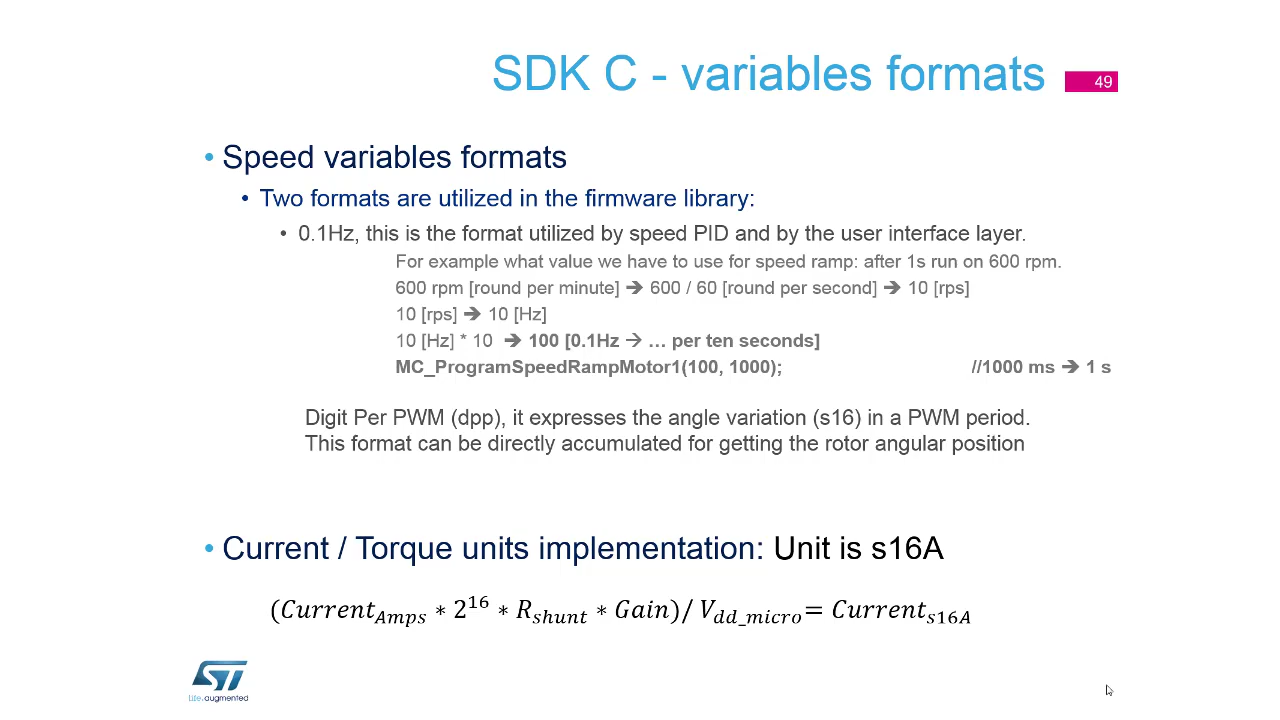 SDK C - variables formats
49
• Speed variables formats
• Two formats are utilized in the firmware library:
• 0.1Hz, this is the format utilized by speed PID and by the user interface layer.
For example what value we have to use for speed ramp: after 1s run on 600 rpm.
600 rpm [round per minute] ➔ 600 / 60 [round per second] ➔ 10 [rps]
10 [rps] ➔ 10 [Hz]
10 [Hz] * 10 ➔ 100 [0.1Hz → … per ten seconds]
MC_ProgramSpeedRampMotor1(100, 1000); //1000 ms ➔ 1 s
Digit Per PWM (dpp), it expresses the angle variation (s16) in a PWM period.
This format can be directly accumulated for getting the rotor angular position
• Current / Torque units implementation: Unit is s16A
(Current_Amps * 2^16 * R_shunt * Gain)/ V_dd_micro = Current_s16A
ST
life.augmented